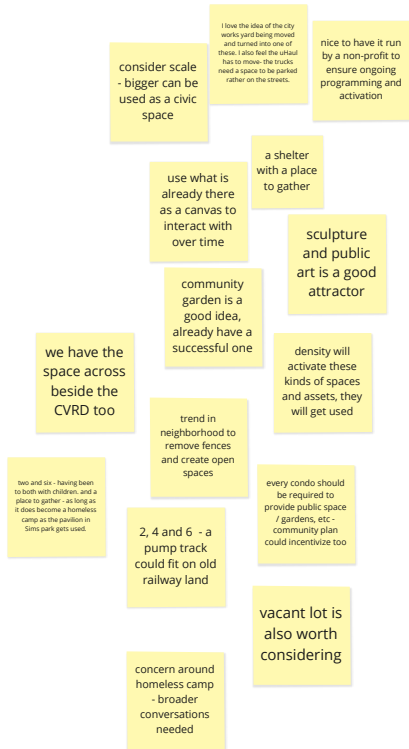 I love the idea of the city
works yard being moved
and turned into one of
these. I also feel the uHaul
has to move- the trucks
need a space to be parked
rather on the streets.
nice to have it run
by a non-profit to
ensure ongoing
programming and
activation
consider scale
- bigger can be
used as a civic
space
a shelter
with a place
to gather
use what is
already there
as a canvas to
interact with
over time
sculpture
and public
art is a good
attractor
community
garden is a
good idea,
already have a
successful one
we have the
space across
beside the
CVRD too
density will
activate these
kinds of spaces
and assets, they
will get used
trend in
neighborhood to
remove fences
and create open
spaces
two and six - having been
to both with children. and a
place to gather - as long as
it does become a homeless
camp as the pavilion in
Sims park gets used.
every condo should
be required to
provide public space
/ gardens, etc -
community plan
could incentivize too
2, 4 and 6 - a
pump track
could fit on old
railway land
vacant lot is
also worth
considering
concern around
homeless camp
- broader
conversations
needed